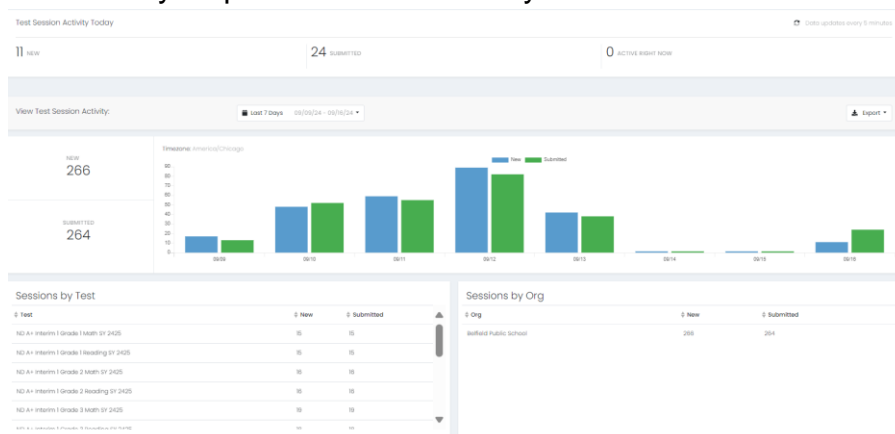 Test Session Activity Today
Data updates every 5 minutes
11 NEW
24 SUBMITTED
0 ACTIVE RIGHT NOW
View Test Session Activity:
Last 7 Days 09/09/24 - 09/16/24
Export
NEW
266
SUBMITTED
264
Timezone: America/Chicago
New
Submitted
90
80
70
60
50
40
30
20
10
0
09/09
09/10
09/11
09/12
09/13
09/14
09/15
09/16
Sessions by Test
Test New Submitted
ND A+ Interim 1 Grade 1 Math SY 2425 15 15
ND A+ Interim 1 Grade 1 Reading SY 2425 15 15
ND A+ Interim 1 Grade 2 Math SY 2425
ND A+ Interim 1 Grade 2 Reading SY 2425
ND A+ Interim 1 Grade 3 Math SY 2425
Sessions by Org
Org New Submitted
Belfield Public School 266 264